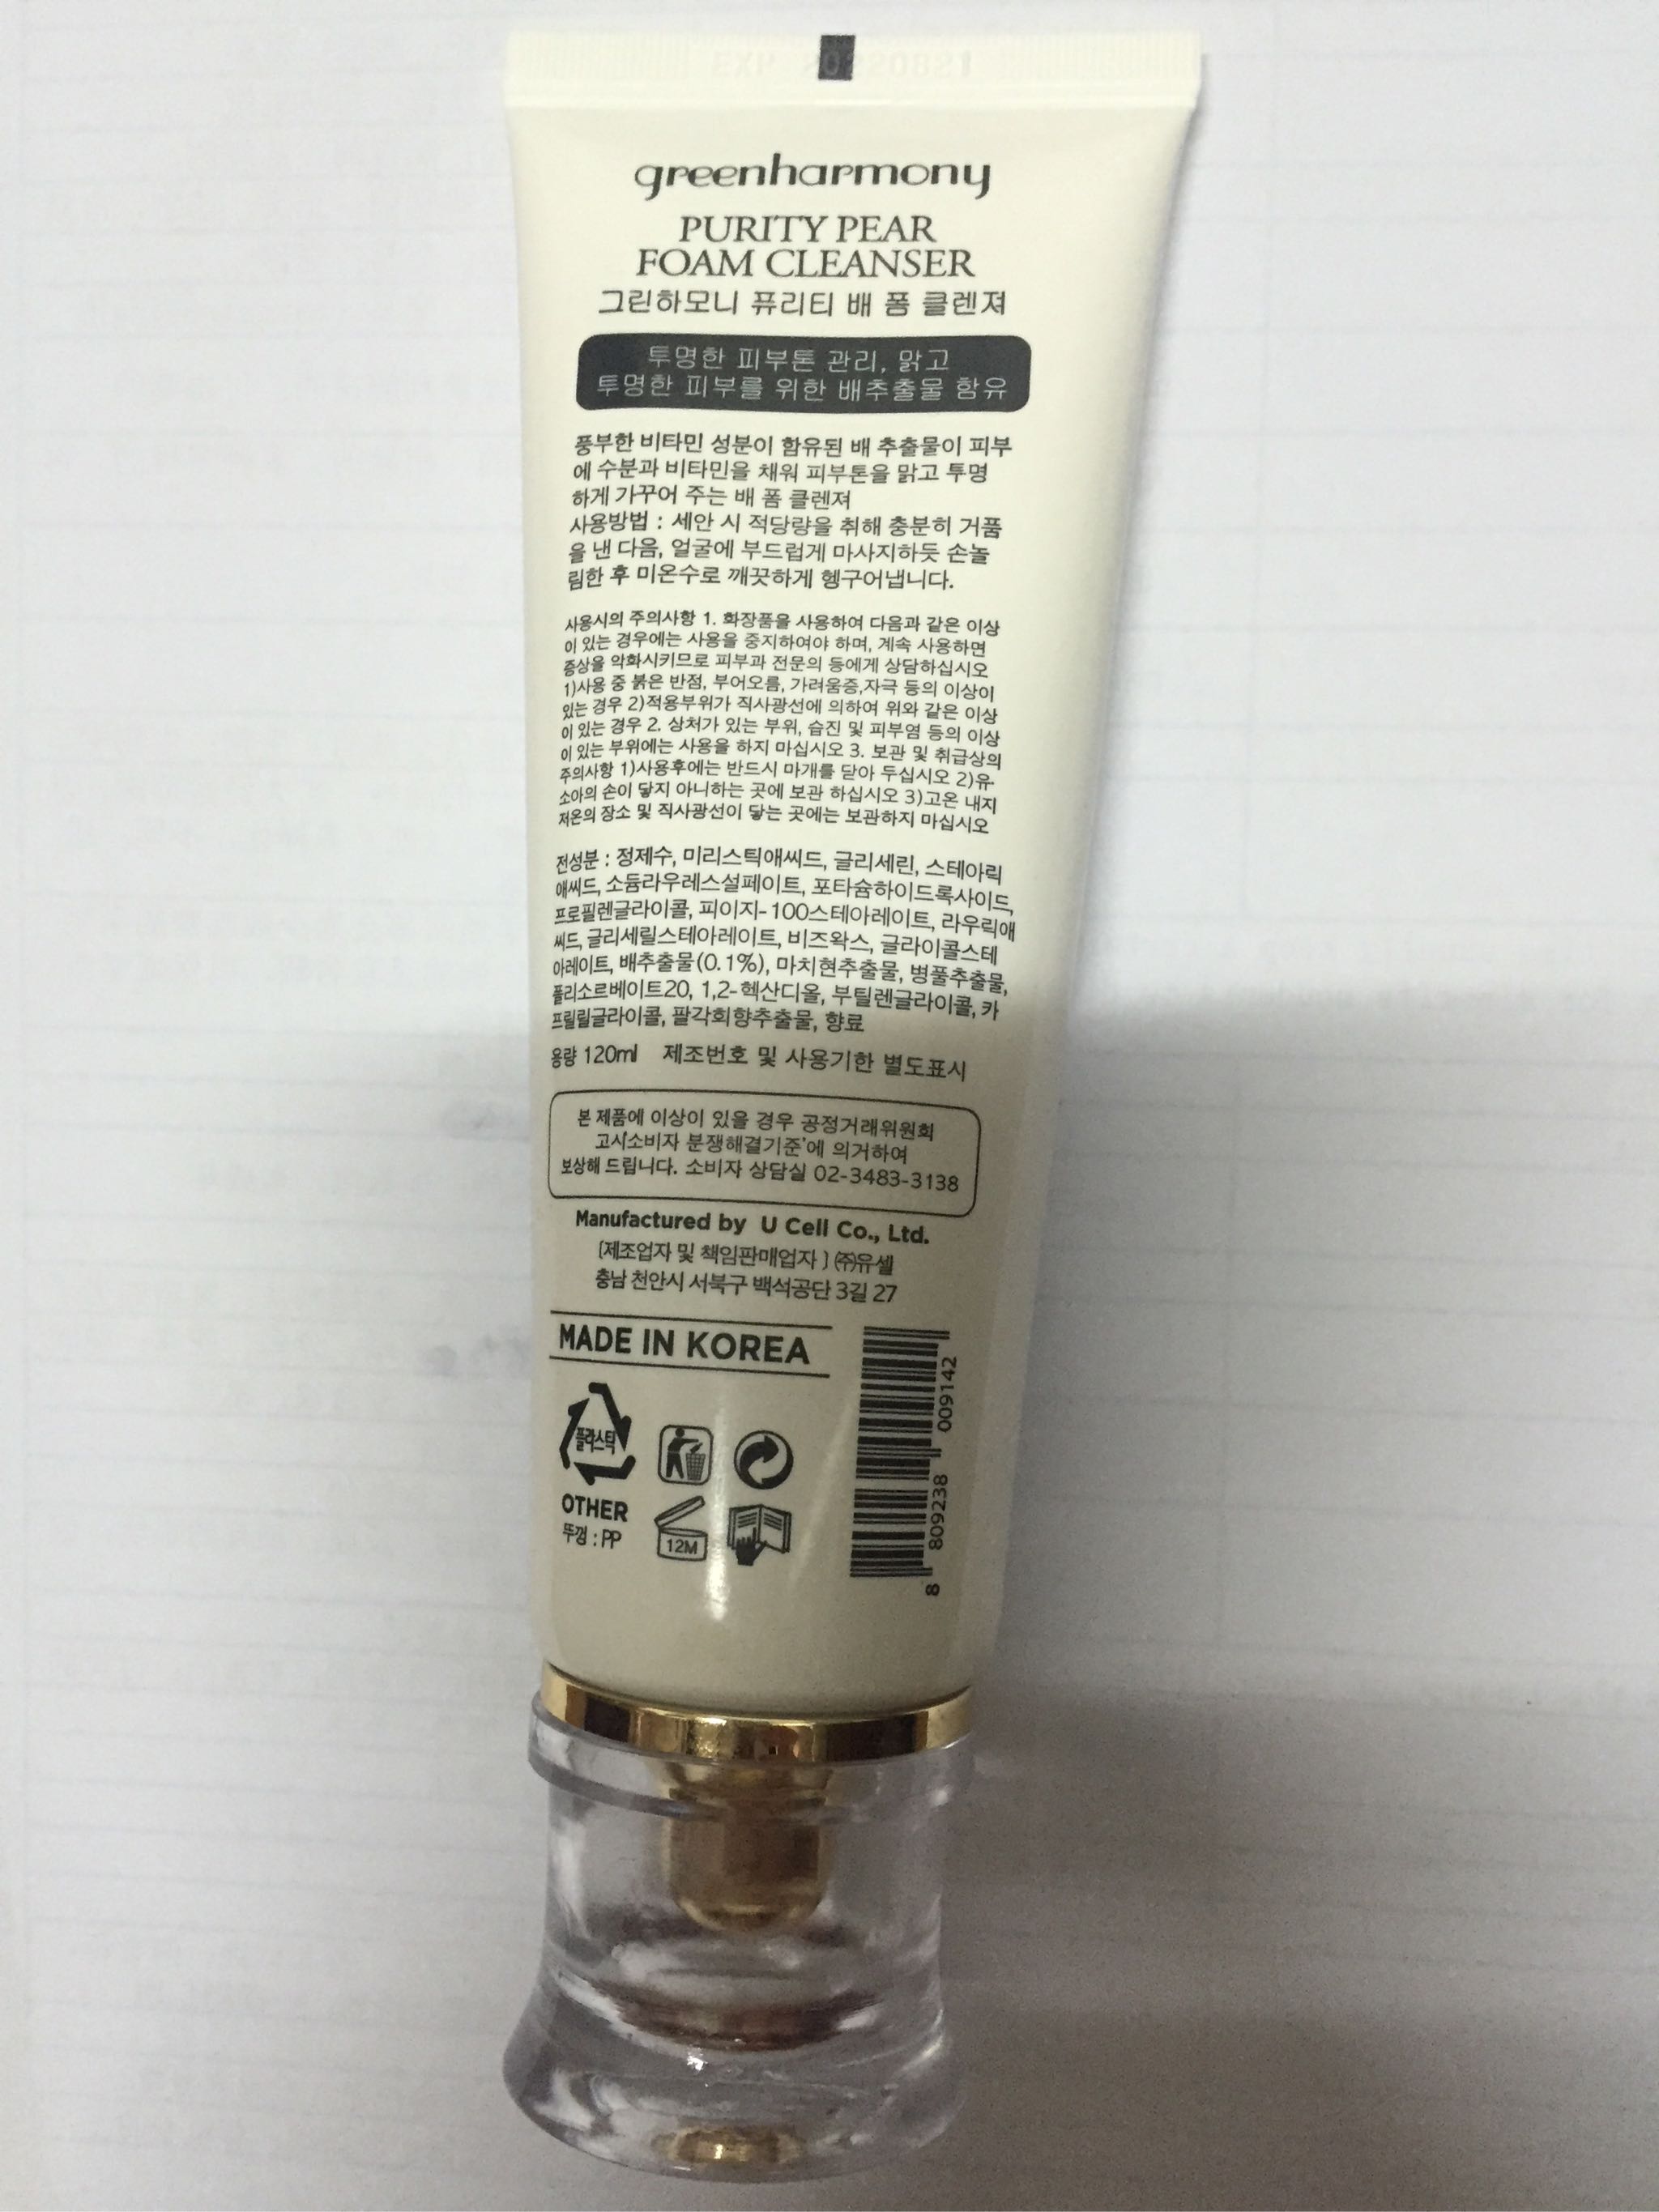 EXP 20220821
greenharmony
PURITY PEAR
FOAM CLEANSER
그린하모니 퓨리티 배 폼 클렌져
투명한 피부톤 관리, 맑고
투명한 피부를 위한 배추출물 함유
풍부한 비타민 성분이 함유된 배 추출물이 피부
에 수분과 비타민을 채워 피부톤을 맑고 투명
하게 가꾸어 주는 배 폼 클렌져
사용방법 : 세안 시 적당량을 취해 충분히 거품
을 낸 다음, 얼굴에 부드럽게 마사지하듯 손놀
림한 후 미온수로 깨끗하게 헹구어냅니다.
사용시의 주의사항 1. 화장품을 사용하여 다음과 같은 이상
이 있는 경우에는 사용을 중지하여야 하며, 계속 사용하면
증상을 악화시키므로 피부과 전문의 등에게 상담하십시오
1)사용 중 붉은 반점, 부어오름, 가려움증,자극 등의 이상이
있는 경우 2)적용부위가 직사광선에 의하여 위와 같은 이상
이 있는 경우 2. 상처가 있는 부위, 습진 및 피부염 등의 이상
이 있는 부위에는 사용을 하지 마십시오 3. 보관 및 취급상의
주의사항 1)사용후에는 반드시 마개를 닫아 두십시오 2)유·
소아의 손이 닿지 아니하는 곳에 보관 하십시오 3)고온 내지
저온의 장소 및 직사광선이 닿는 곳에는 보관하지 마십시오
전성분 : 정제수, 미리스틱애씨드, 글리세린, 스테아릭
애씨드, 소듐라우레스설페이트, 포타슘하이드록사이드,
프로필렌글라이콜, 피이지-100스테아레이트, 라우릭애
씨드, 글리세릴스테아레이트, 비즈왁스, 글라이콜스테
아레이트, 배추출물(0.1%), 마치현추출물, 병풀추출물,
폴리소르베이트20, 1,2-헥산디올, 부틸렌글라이콜, 카
프릴릴글라이콜, 팔각회향추출물, 향료
용량 120ml 제조번호 및 사용기한 별도표시
본 제품에 이상이 있을 경우 공정거래위원회
고시'소비자 분쟁해결기준'에 의거하여
보상해 드립니다. 소비자 상담실 02-3483-3138
Manufactured by U Cell Co., Ltd.
[제조업자 및 책임판매업자] ㈜유셀
충남 천안시 서북구 백석공단 3길 27
MADE IN KOREA
플라스틱
OTHER
뚜껑 : PP
12M
8 809238 009142